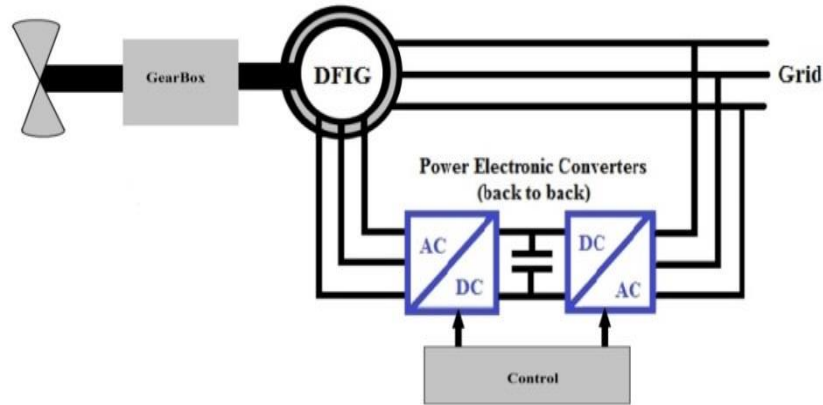 GearBox
DFIG
Grid
Power Electronic Converters
(back to back)
AC
DC
DC
AC
Control